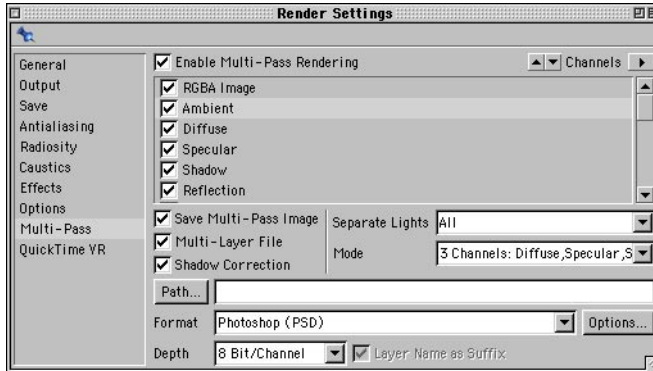 Render Settings
General
Output
Save
Antialiasing
Radiosity
Caustics
Effects
Options
Multi-Pass
QuickTime VR
Enable Multi-Pass Rendering
Channels
RGBA Image
Ambient
Diffuse
Specular
Shadow
Reflection
Save Multi-Pass Image
Multi-Layer File
Shadow Correction
Separate Lights All
Mode 3 Channels: Diffuse,Specular,S
Path...
Format Photoshop (PSD) Options...
Depth 8 Bit/Channel Layer Name as Suffix